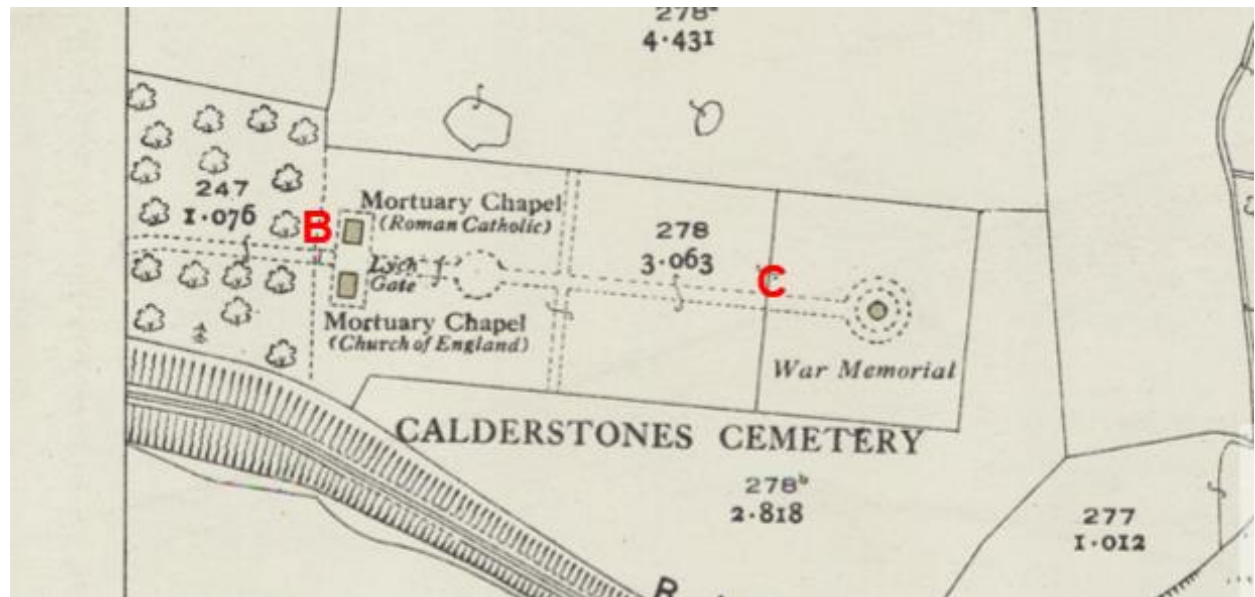 278ª
4·431
247
1·076
B
Mortuary Chapel
(Roman Catholic)
278
3·063
C
Lych
Gate
Mortuary Chapel
(Church of England)
War Memorial
CALDERSTONES CEMETERY
278ᵇ
2·818
277
1·012
R